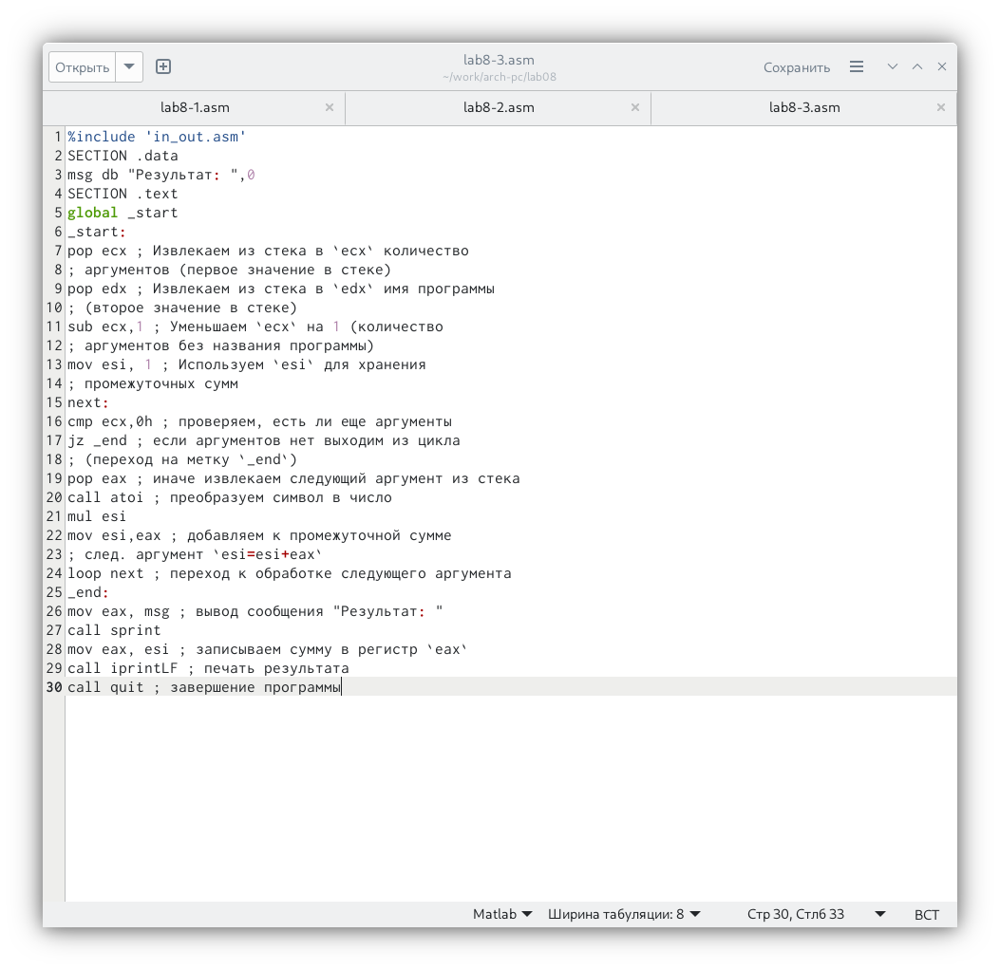 Открыть
lab8-3.asm
~/work/arch-pc/lab08
Сохранить
lab8-1.asm
lab8-2.asm
lab8-3.asm
1 %include 'in_out.asm'
2 SECTION .data
3 msg db "Результат: ",0
4 SECTION .text
5 global _start
6 _start:
7 pop ecx ; Извлекаем из стека в `ecx` количество
8 ; аргументов (первое значение в стеке)
9 pop edx ; Извлекаем из стека в `edx` имя программы
10 ; (второе значение в стеке)
11 sub ecx,1 ; Уменьшаем `ecx` на 1 (количество
12 ; аргументов без названия программы)
13 mov esi, 1 ; Используем `esi` для хранения
14 ; промежуточных сумм
15 next:
16 cmp ecx,0h ; проверяем, есть ли еще аргументы
17 jz _end ; если аргументов нет выходим из цикла
18 ; (переход на метку `_end`)
19 pop eax ; иначе извлекаем следующий аргумент из стека
20 call atoi ; преобразуем символ в число
21 mul esi
22 mov esi,eax ; добавляем к промежуточной сумме
23 ; след. аргумент `esi=esi+eax`
24 loop next ; переход к обработке следующего аргумента
25 _end:
26 mov eax, msg ; вывод сообщения "Результат: "
27 call sprint
28 mov eax, esi ; записываем сумму в регистр `eax`
29 call iprintLF ; печать результата
30 call quit ; завершение программы
Matlab
Ширина табуляции: 8
Стр 30, Стлб 33
ВСТ